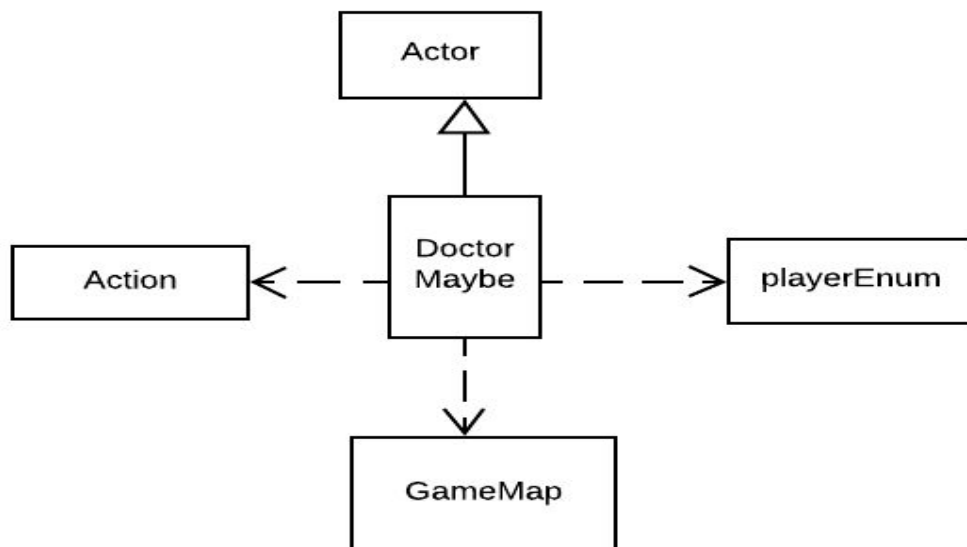 Actor
Doctor
Maybe
Action
playerEnum
GameMap